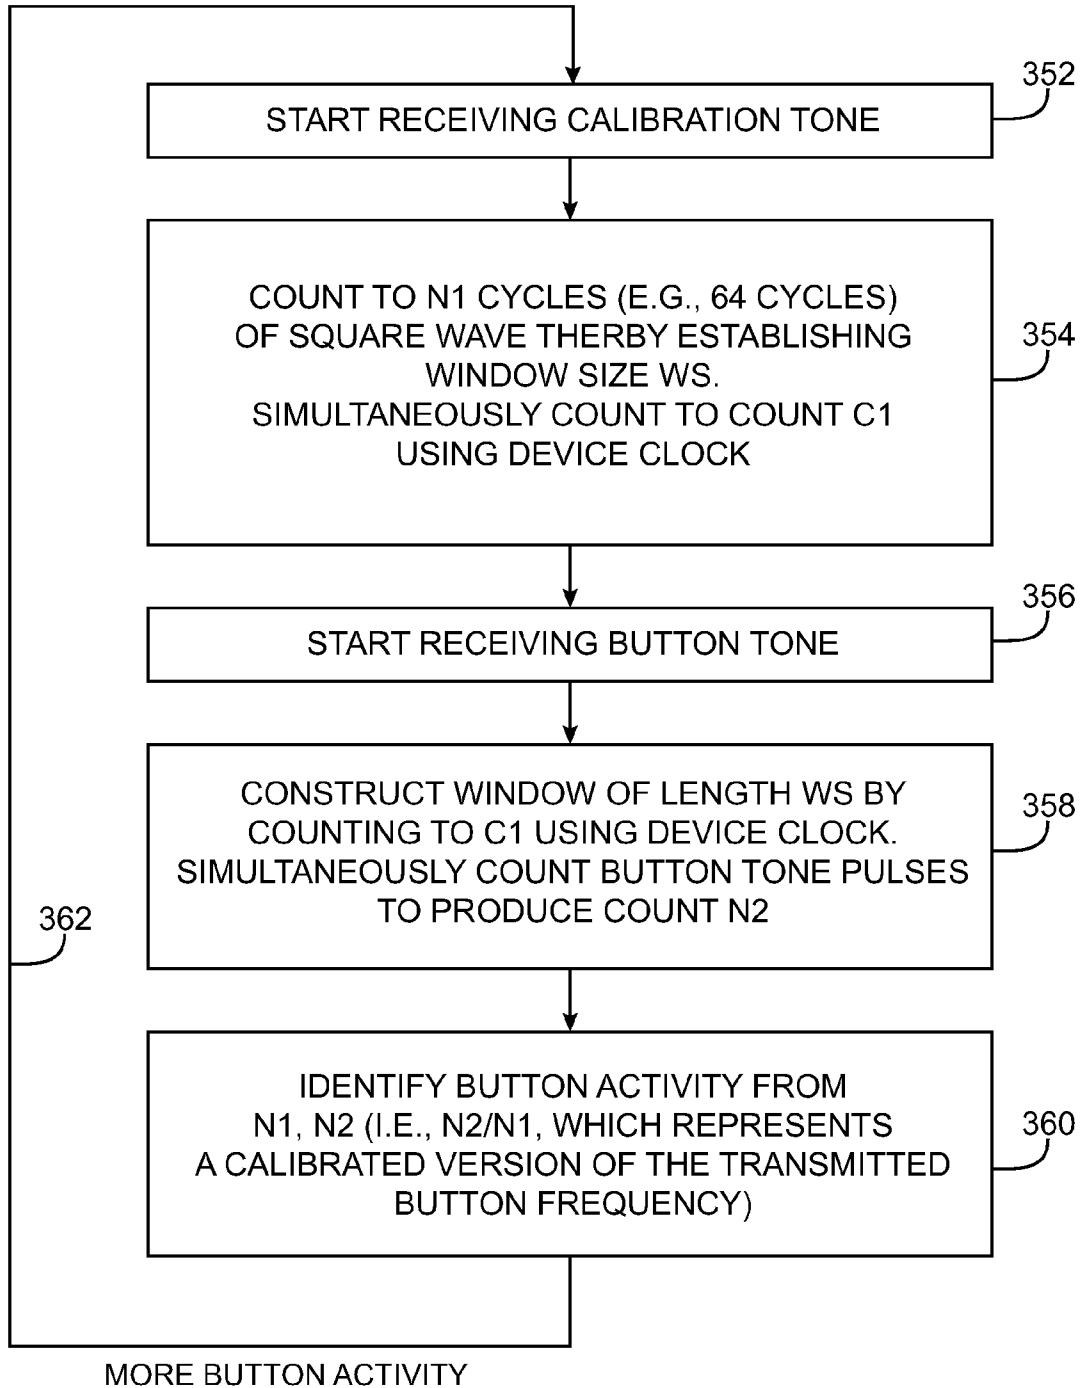 352
START RECEIVING CALIBRATION TONE
COUNT TO N1 CYCLES (E.G., 64 CYCLES)
OF SQUARE WAVE THERBY ESTABLISHING
WINDOW SIZE WS.
SIMULTANEOUSLY COUNT TO COUNT C1
USING DEVICE CLOCK
354
356
START RECEIVING BUTTON TONE
CONSTRUCT WINDOW OF LENGTH WS BY
COUNTING TO C1 USING DEVICE CLOCK.
SIMULTANEOUSLY COUNT BUTTON TONE PULSES
TO PRODUCE COUNT N2
358
362
IDENTIFY BUTTON ACTIVITY FROM
N1, N2 (I.E., N2/N1, WHICH REPRESENTS
A CALIBRATED VERSION OF THE TRANSMITTED
BUTTON FREQUENCY)
360
MORE BUTTON ACTIVITY